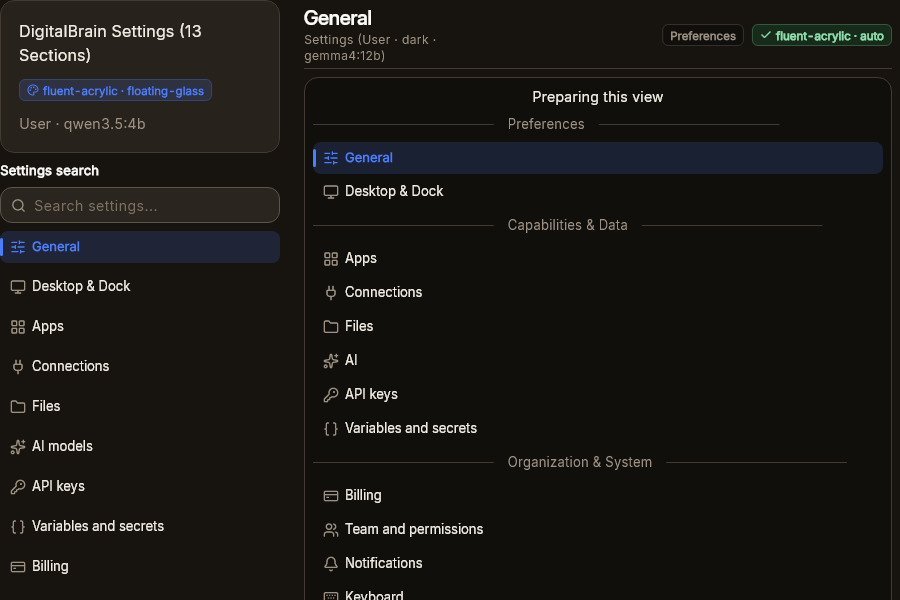 DigitalBrain Settings (13
Sections)
fluent-acrylic · floating-glass
User · qwen3.5:4b
Settings search
Search settings...
General
Desktop & Dock
Apps
Connections
Files
AI models
API keys
Variables and secrets
Billing
General
Settings (User · dark ·
gemma4:12b)
Preferences
fluent-acrylic · auto
Preparing this view
Preferences
General
Desktop & Dock
Capabilities & Data
Apps
Connections
Files
AI
API keys
Variables and secrets
Organization & System
Billing
Team and permissions
Notifications
Keyboard